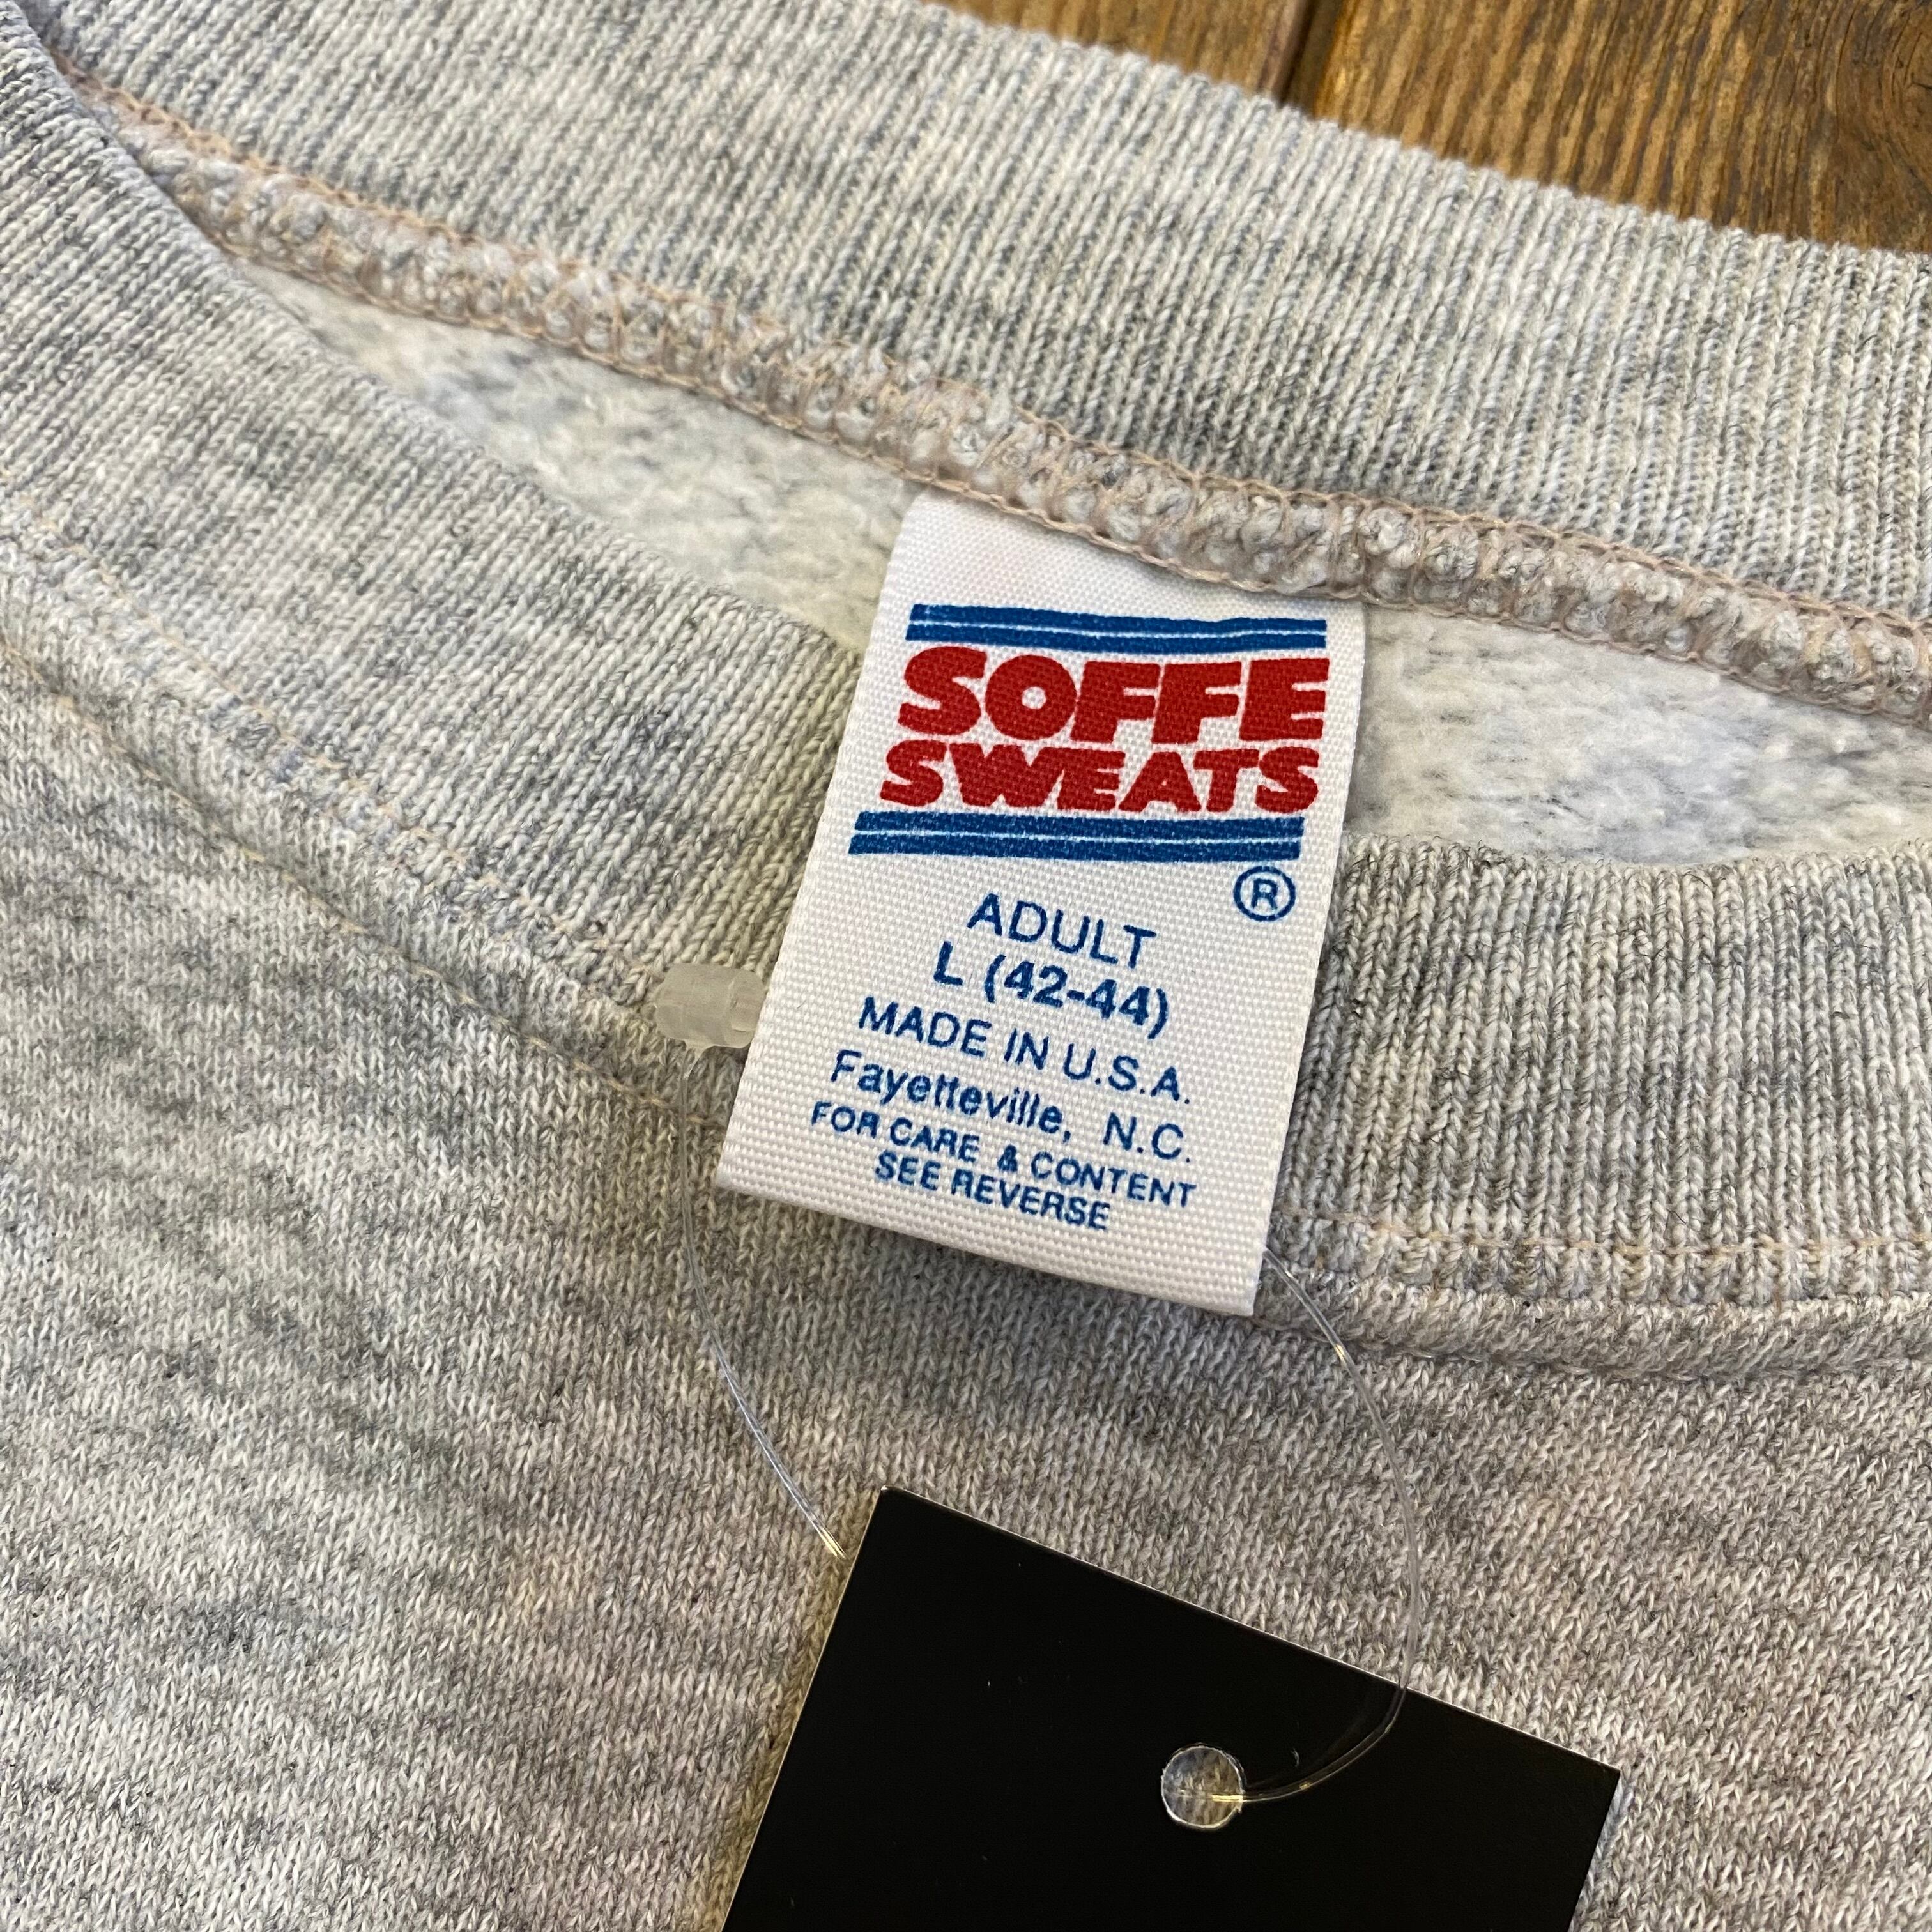 SOFFE
SWEATS
®
ADULT
L (42-44)
MADE IN U.S.A.
Fayetteville, N.C.
FOR CARE & CONTENT
SEE REVERSE